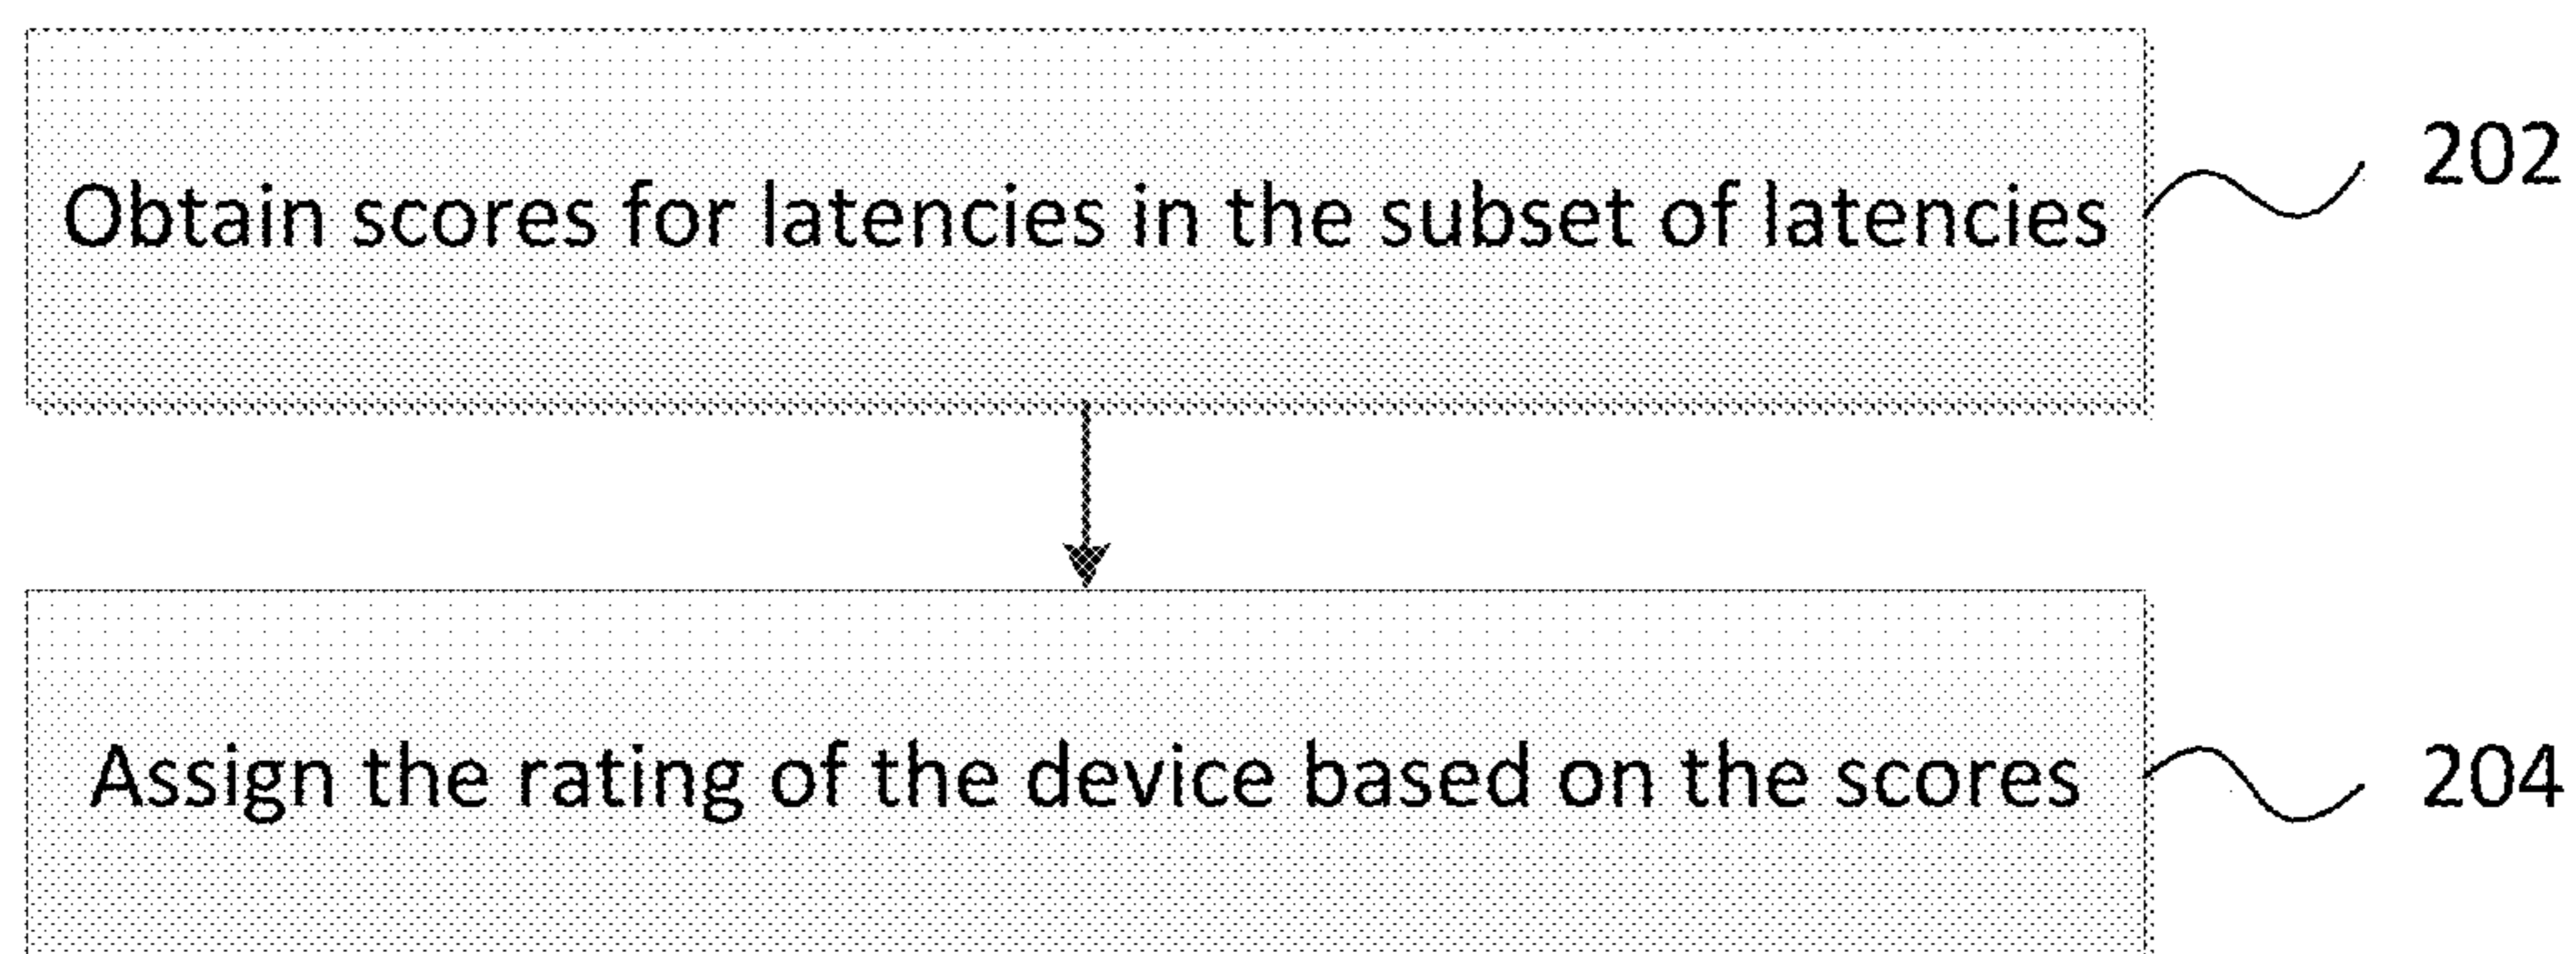 Obtain scores for latencies in the subset of latencies
202
Assign the rating of the device based on the scores
204